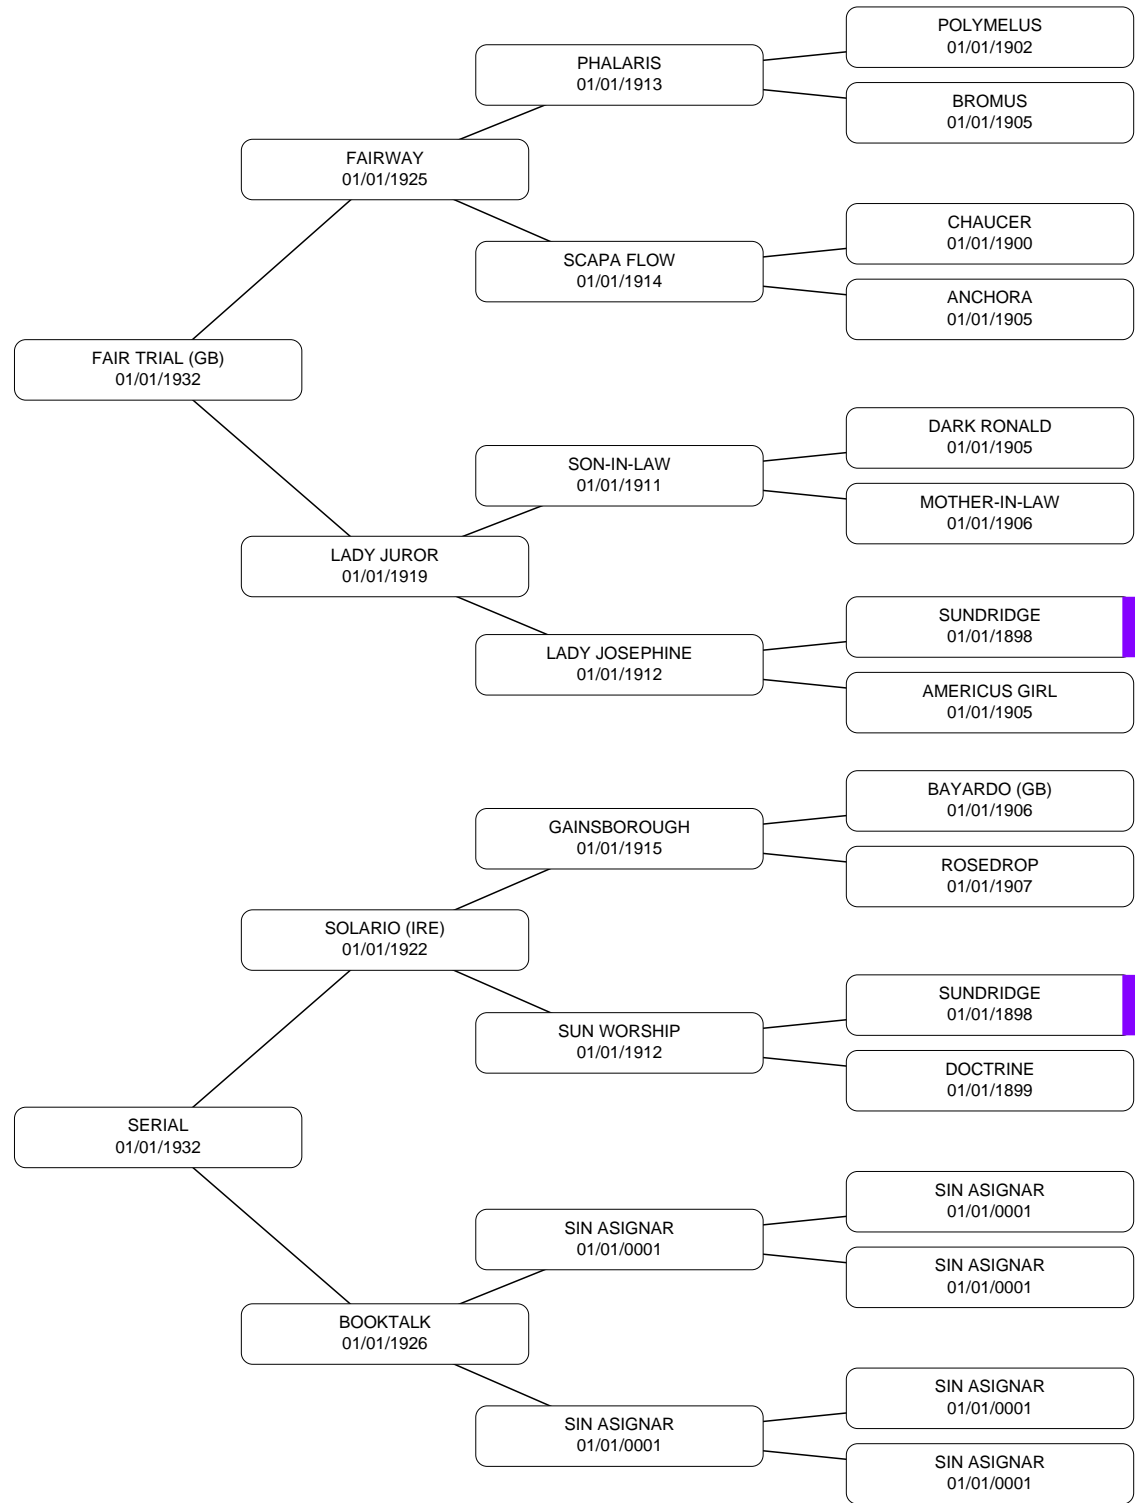 POLYMELUS
01/01/1902
PHALARIS
01/01/1913
BROMUS
01/01/1905
FAIRWAY
01/01/1925
CHAUCER
01/01/1900
SCAPA FLOW
01/01/1914
ANCHORA
01/01/1905
FAIR TRIAL (GB)
01/01/1932
DARK RONALD
01/01/1905
SON-IN-LAW
01/01/1911
MOTHER-IN-LAW
01/01/1906
LADY JUROR
01/01/1919
SUNDRIDGE
01/01/1898
LADY JOSEPHINE
01/01/1912
AMERICUS GIRL
01/01/1905
BAYARDO (GB)
01/01/1906
GAINSBOROUGH
01/01/1915
ROSEDROP
01/01/1907
SOLARIO (IRE)
01/01/1922
SUNDRIDGE
01/01/1898
SUN WORSHIP
01/01/1912
DOCTRINE
01/01/1899
SERIAL
01/01/1932
SIN ASIGNAR
01/01/0001
SIN ASIGNAR
01/01/0001
SIN ASIGNAR
01/01/0001
BOOKTALK
01/01/1926
SIN ASIGNAR
01/01/0001
SIN ASIGNAR
01/01/0001
SIN ASIGNAR
01/01/0001